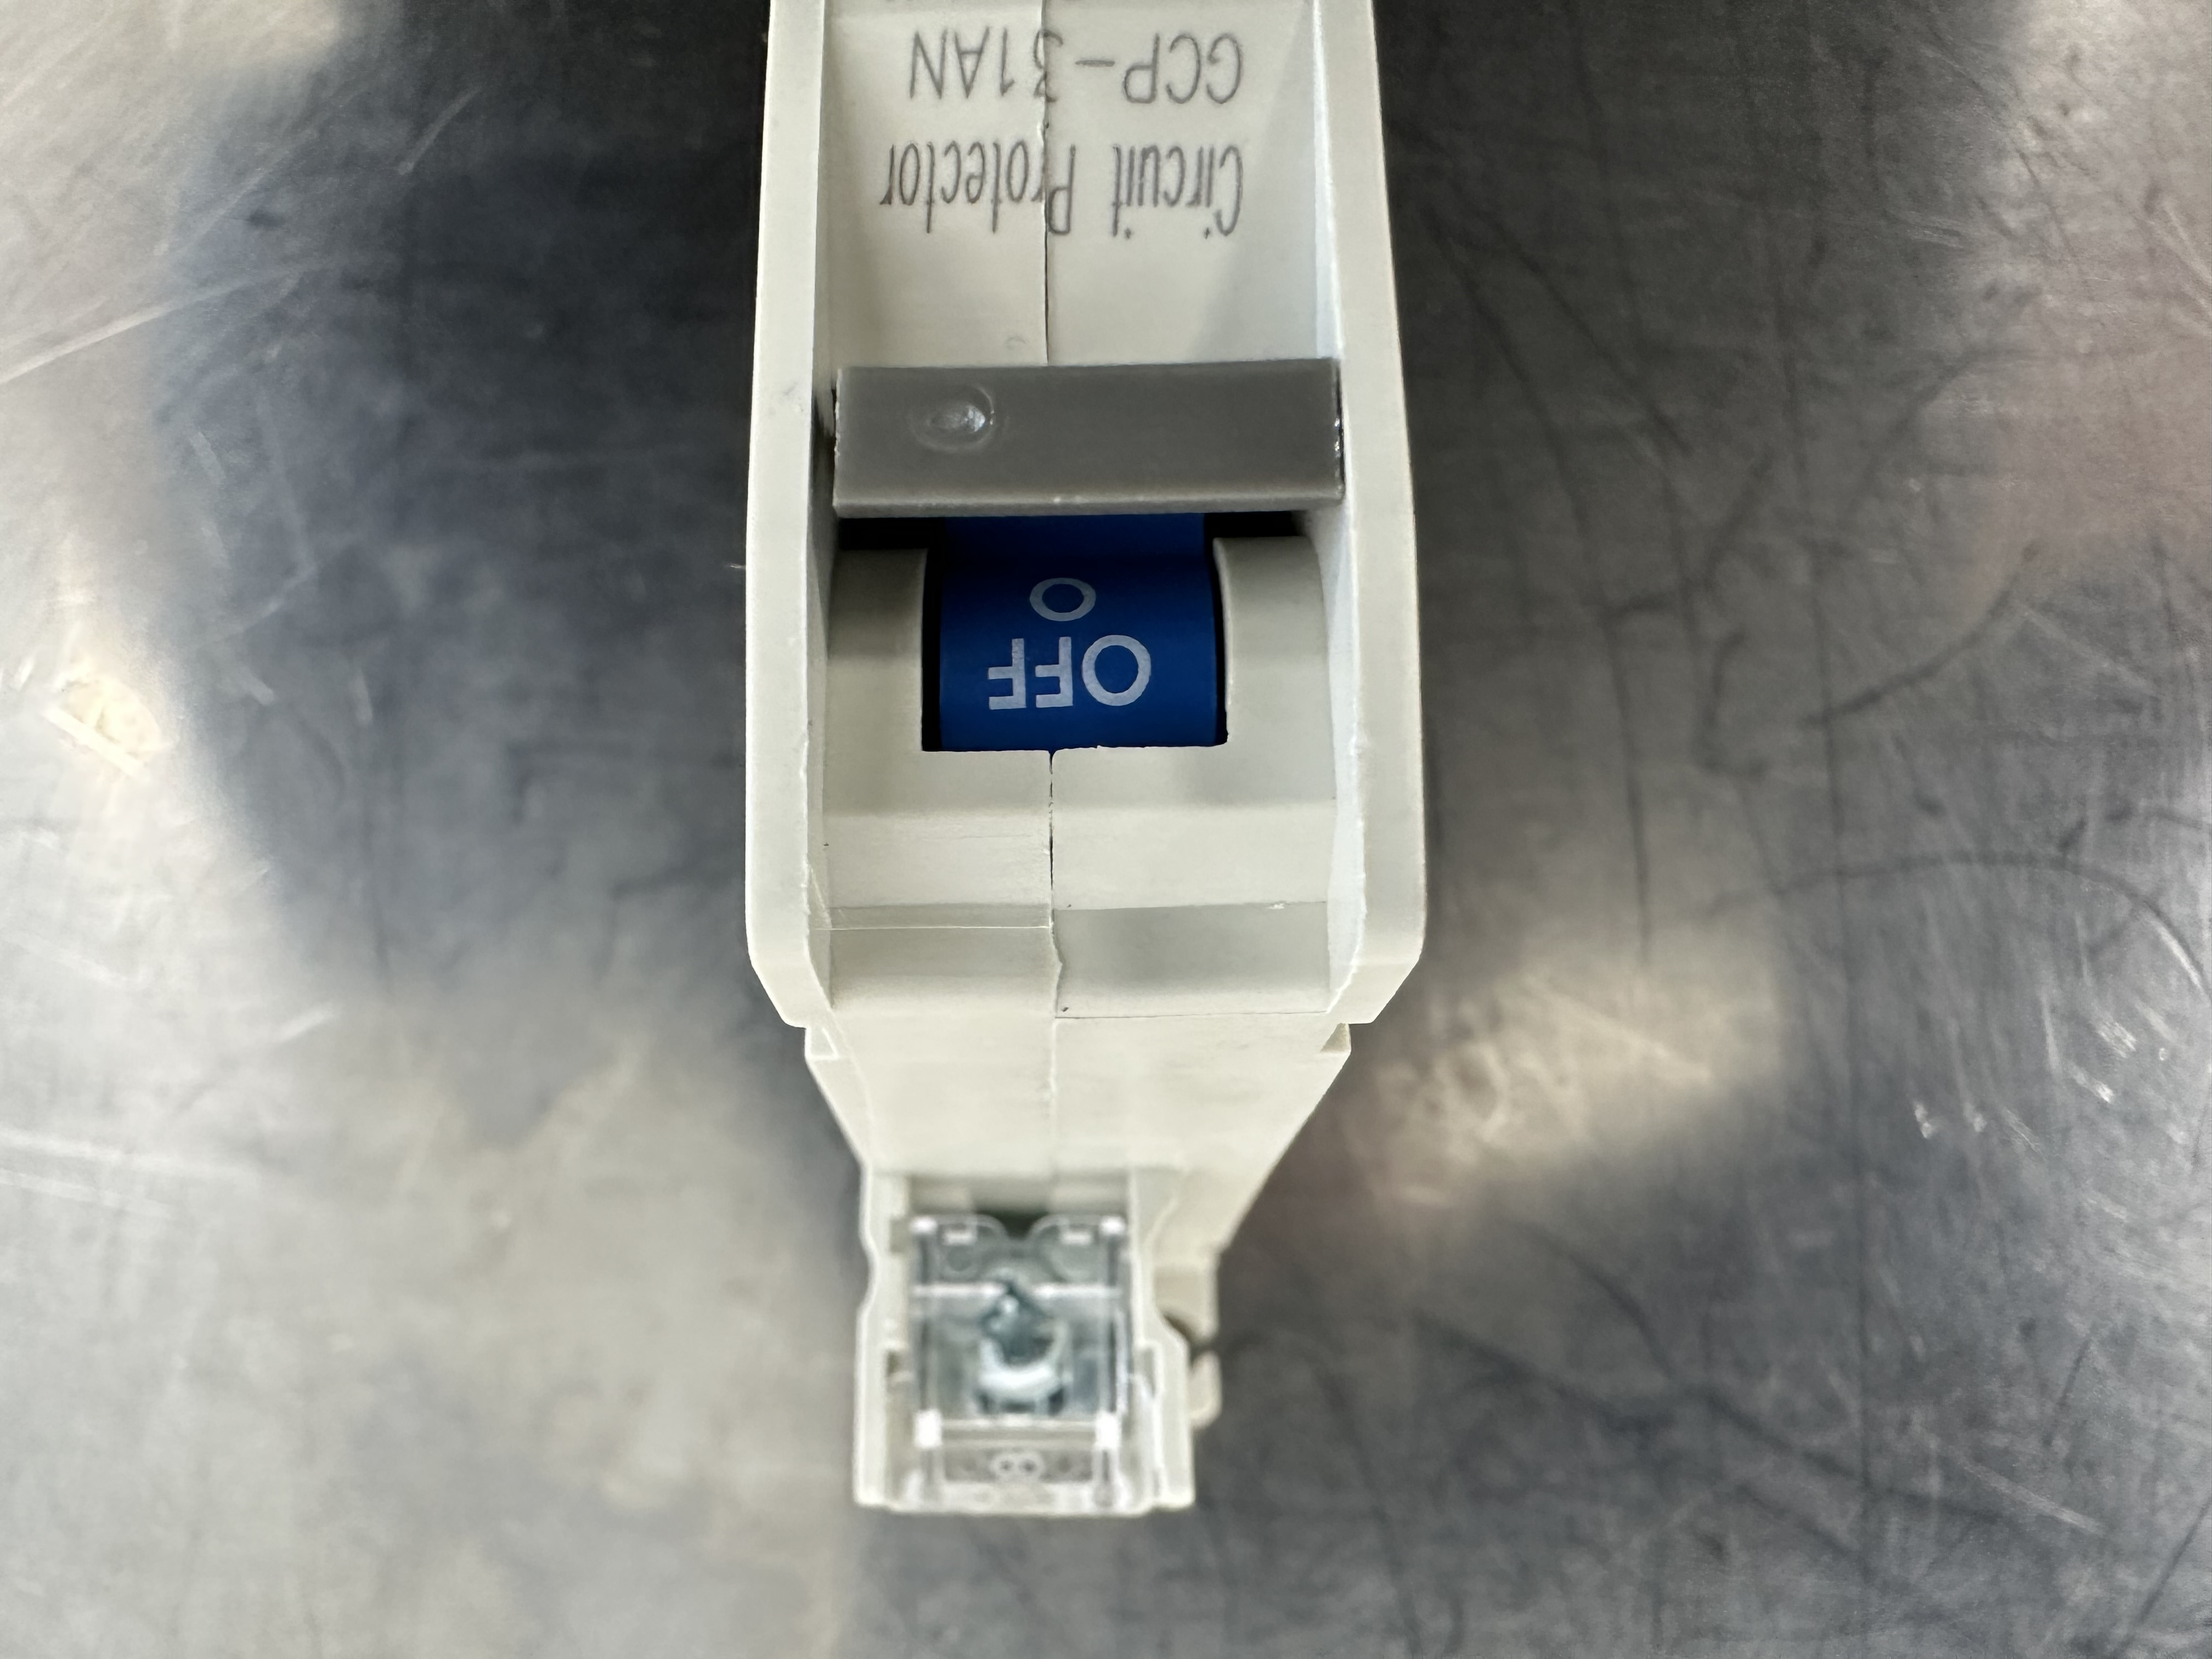 Circuit Protector
GCP-31AN
OFF
O